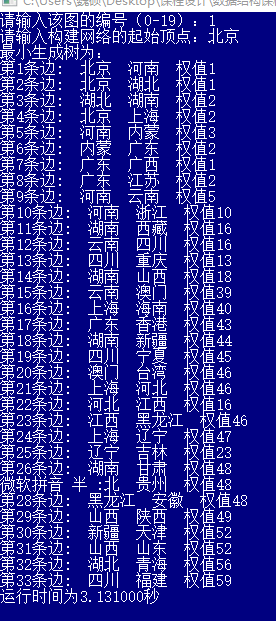 C:\Users\魏硕\Desktop\课程设计\数据结构课
请输入该图的编号（0-19）：1
请输入构建网络的起始顶点：北京
最小生成树为：
第1条边： 北京 河南 权值1
第2条边： 北京 湖北 权值2
第3条边： 湖北 湖南 权值2
第4条边： 北京 上海 权值2
第5条边： 河南 内蒙 权值3
第6条边： 内蒙 广东 权值2
第7条边： 广东 广西 权值1
第8条边： 广东 江苏 权值2
第9条边： 河南 云南 权值5
第10条边： 河南 浙江 权值10
第11条边： 湖南 西藏 权值16
第12条边： 云南 四川 权值16
第13条边： 四川 重庆 权值13
第14条边： 湖南 山西 权值18
第15条边： 云南 澳门 权值39
第16条边： 上海 海南 权值40
第17条边： 广东 香港 权值43
第18条边： 湖南 新疆 权值44
第19条边： 四川 宁夏 权值45
第20条边： 澳门 台湾 权值46
第21条边： 上海 河北 权值46
第22条边： 河北 江西 权值16
第23条边： 江西 黑龙江 权值46
第24条边： 上海 辽宁 权值47
第25条边： 辽宁 吉林 权值23
第26条边： 湖南 甘肃 权值48
微软拼音 半 :北 贵州 权值48
第28条边： 黑龙江 安徽 权值48
第29条边： 山西 陕西 权值49
第30条边： 新疆 天津 权值52
第31条边： 山西 山东 权值52
第32条边： 湖北 青海 权值56
第33条边： 四川 福建 权值59
运行时间为3.131000秒